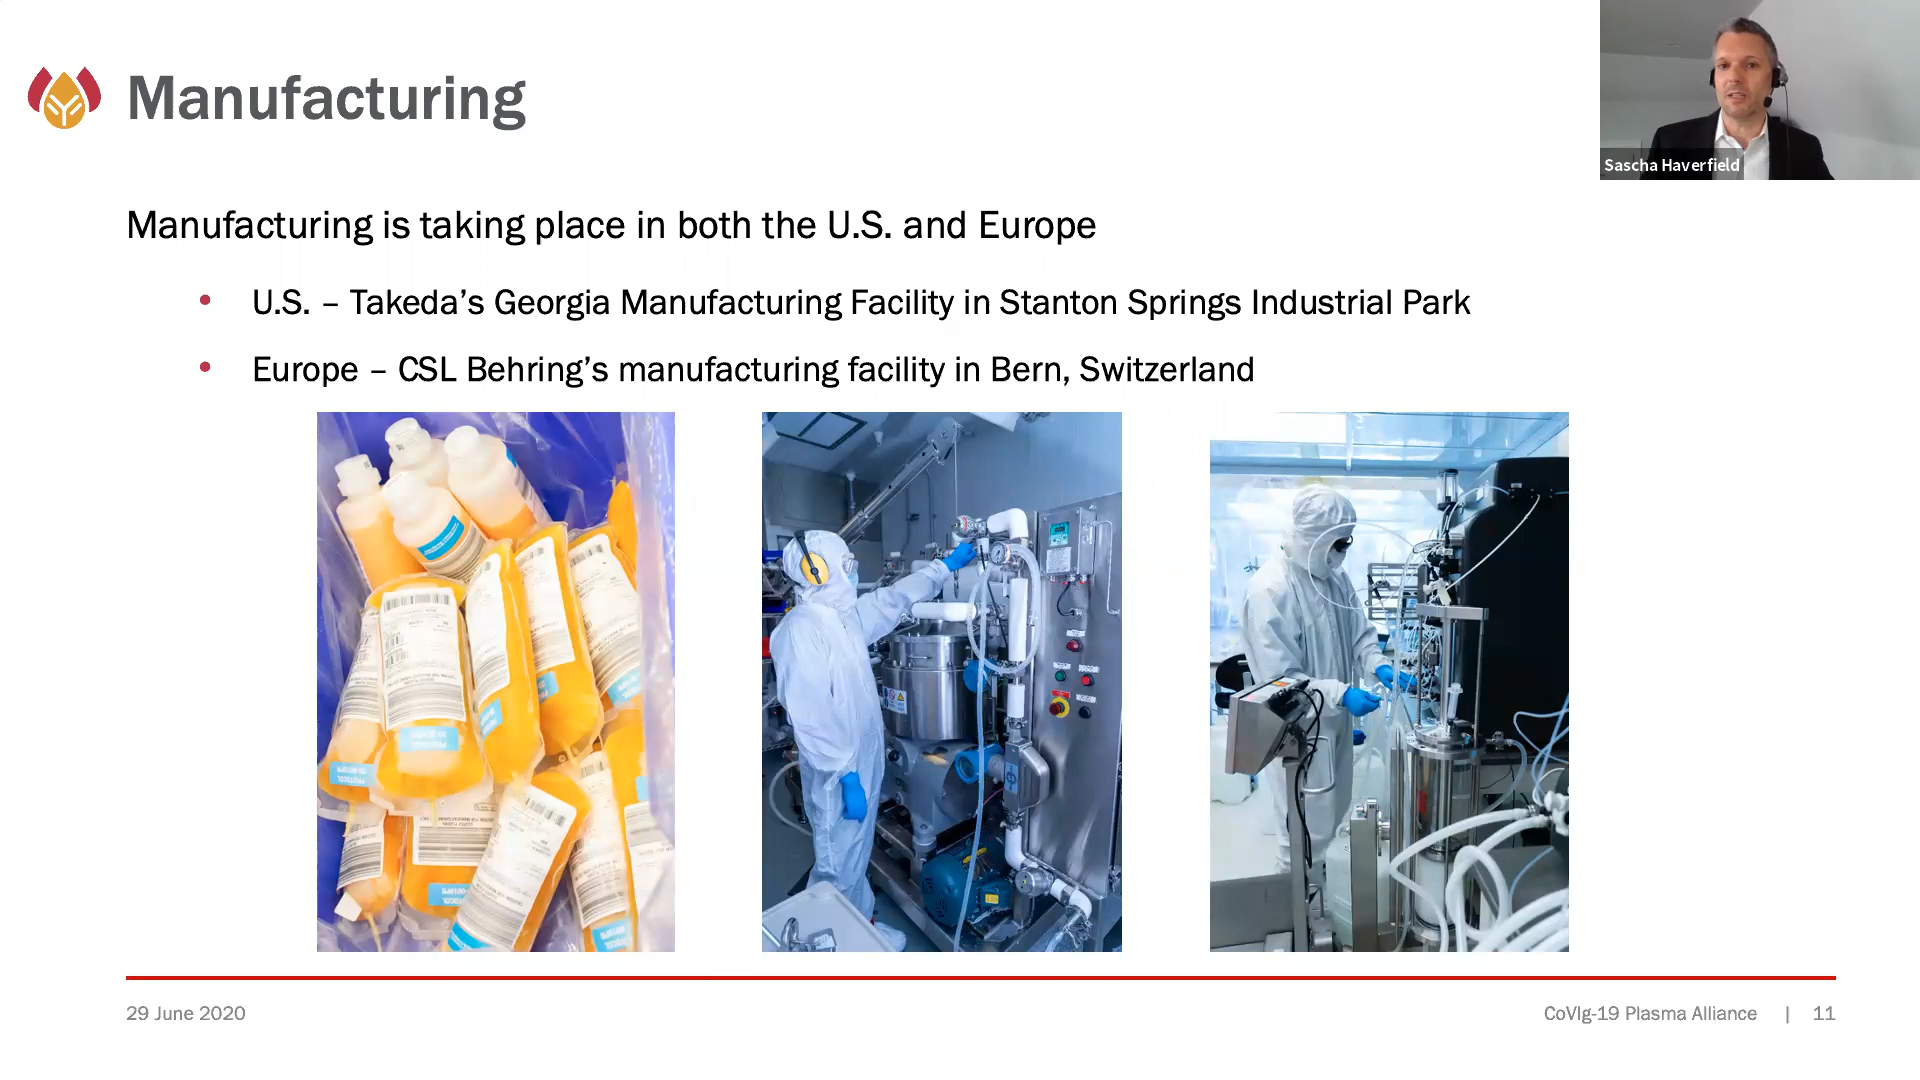 Manufacturing
Sascha Haverfield
Manufacturing is taking place in both the U.S. and Europe
• U.S. – Takeda’s Georgia Manufacturing Facility in Stanton Springs Industrial Park
• Europe – CSL Behring’s manufacturing facility in Bern, Switzerland
29 June 2020
CoVIg-19 Plasma Alliance | 11